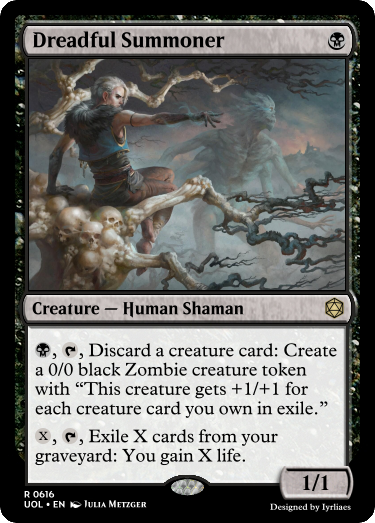 Dreadful Summoner
Creature — Human Shaman
, , Discard a creature card: Create
a 0/0 black Zombie creature token
with “This creature gets +1/+1 for
each creature card you own in exile.”
X, , Exile X cards from your
graveyard: You gain X life.
1/1
R 0616
UOL • EN Julia Metzger
Designed by Iyrliaes